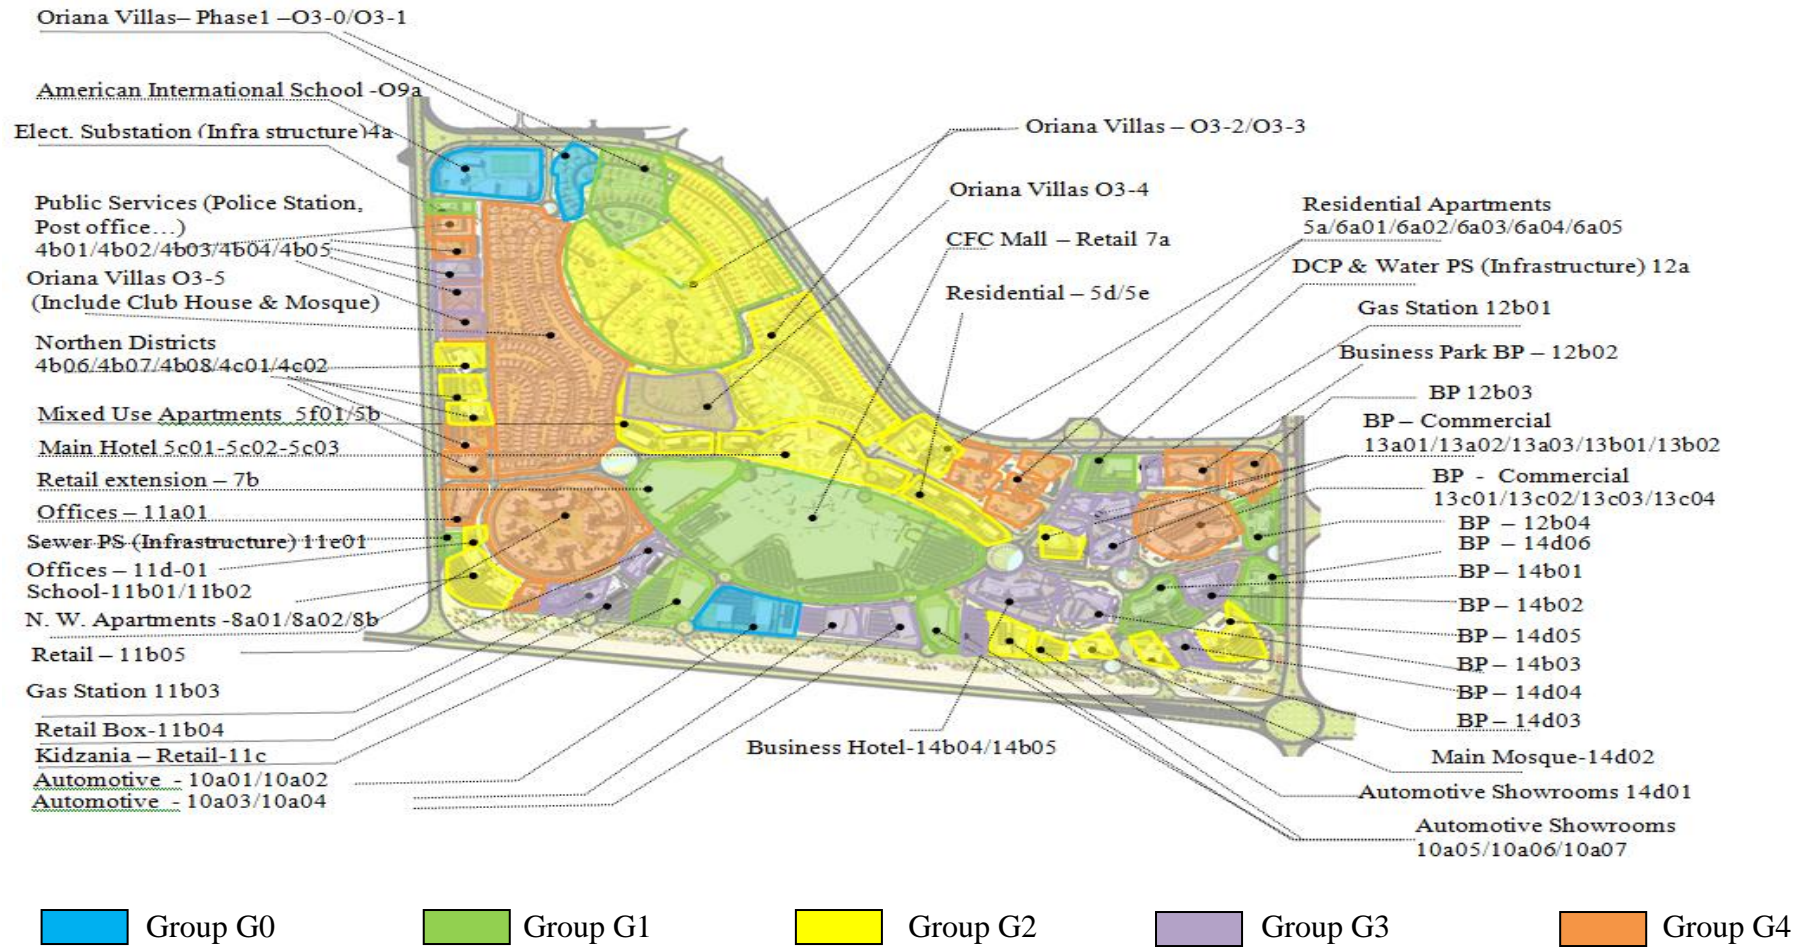 Oriana Villas– Phase1 –O3-0/O3-1
American International School -O9a
Elect. Substation (Infra structure)4a
Public Services (Police Station,
Post office…)
4b01/4b02/4b03/4b04/4b05
Oriana Villas O3-5
(Include Club House & Mosque)
Northen Districts
4b06/4b07/4b08/4c01/4c02
Mixed Use Apartments 5f01/5b
Main Hotel 5c01-5c02-5c03
Retail extension – 7b
Offices – 11a01
Sewer PS (Infrastructure) 11e01
Offices – 11d-01
School-11b01/11b02
N. W. Apartments -8a01/8a02/8b
Retail – 11b05
Gas Station 11b03
Retail Box-11b04
Kidzania – Retail-11c
Automotive - 10a01/10a02
Automotive - 10a03/10a04
Oriana Villas – O3-2/O3-3
Oriana Villas O3-4
CFC Mall – Retail 7a
Residential – 5d/5e
Business Hotel-14b04/14b05
Residential Apartments
5a/6a01/6a02/6a03/6a04/6a05
DCP & Water PS (Infrastructure) 12a
Gas Station 12b01
Business Park BP – 12b02
BP 12b03
BP – Commercial
13a01/13a02/13a03/13b01/13b02
BP - Commercial
13c01/13c02/13c03/13c04
BP – 12b04
BP – 14d06
BP – 14b01
BP – 14b02
BP – 14d05
BP – 14b03
BP – 14d04
BP – 14d03
Main Mosque-14d02
Automotive Showrooms 14d01
Automotive Showrooms
10a05/10a06/10a07
Group G0
Group G1
Group G2
Group G3
Group G4